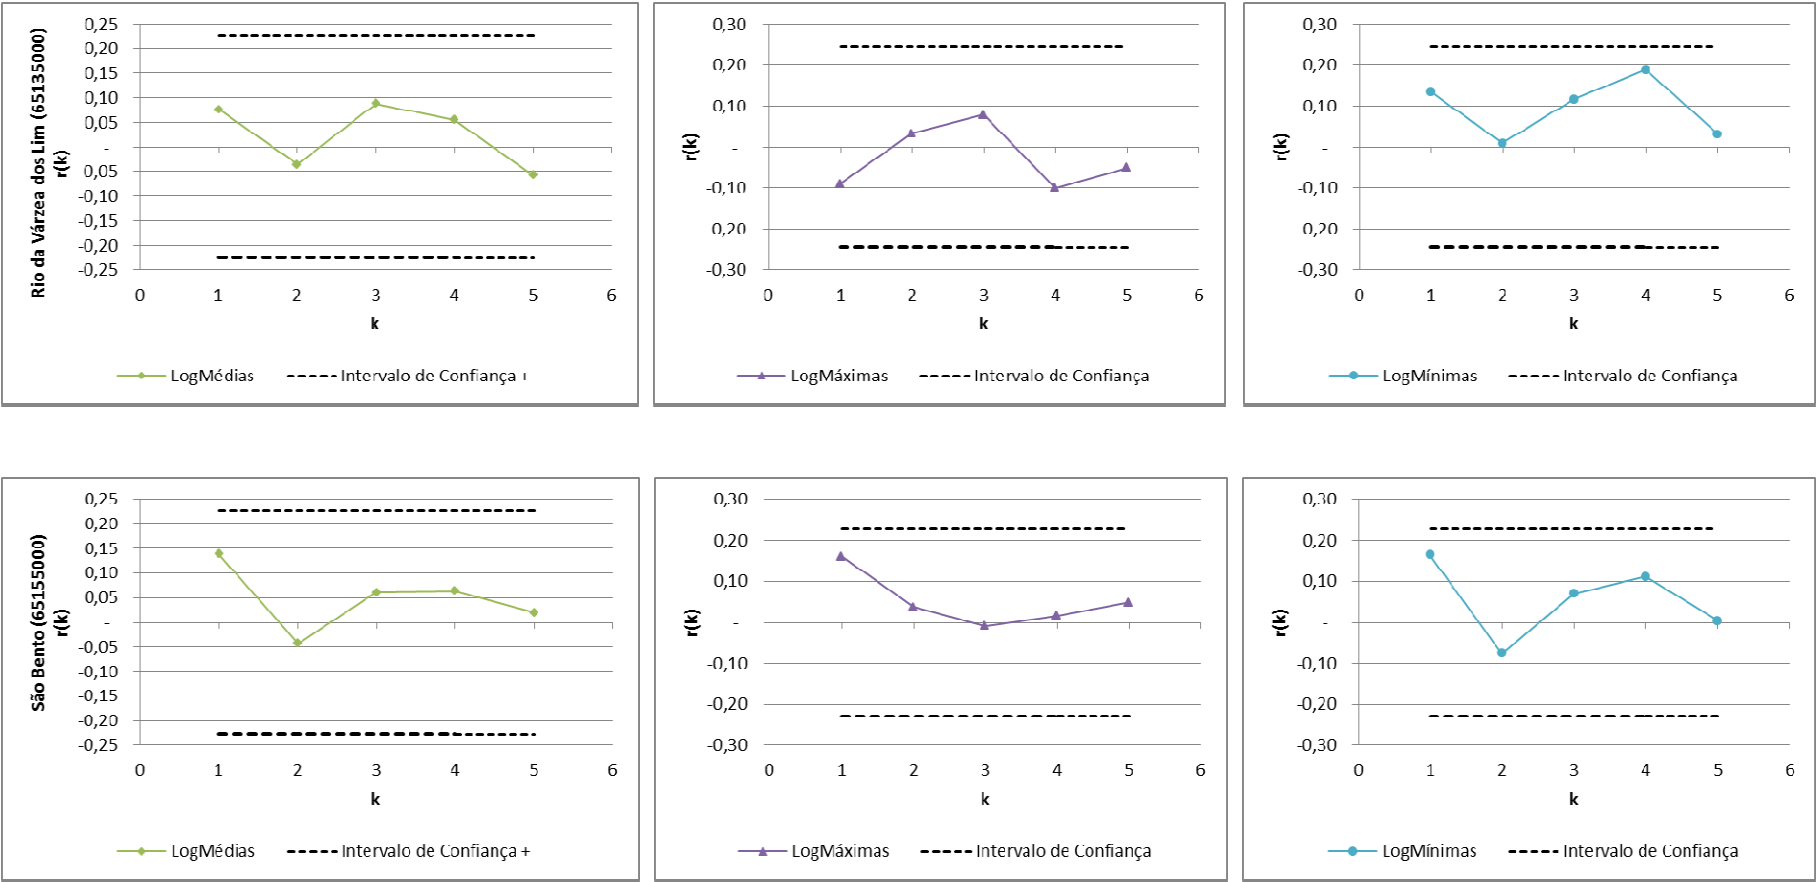 Rio da Várzea dos Lim (65135000)
r(k)
0,25
0,20
0,15
0,10
0,05
-
0,05
-0,10
-0,15
-0,20
-0,25
0 1 2 3 4 5 6
k
LogMédias Intervalo de Confiança +
r(k)
0,30
0,20
0,10
-
-0,10
0,20
-0,30
0 1 2 3 4 5 6
k
LogMáximas Intervalo de Confiança
r(k)
0,30
0,20
0,10
-
-0,10
0,20
-0,30
0 1 2 3 4 5 6
k
LogMínimas Intervalo de Confiança
São Bento (65155000)
r(k)
0,25
0,20
0,15
0,10
0,05
-
-0,05
-0,10
-0,15
-0,20
-0,25
0 1 2 3 4 5 6
k
LogMédias Intervalo de Confiança +
r(k)
0,30
0,20
0,10
-
-0,10
-0,20
-0,30
0 1 2 3 4 5 6
k
LogMáximas Intervalo de Confiança
r(k)
0,30
0,20
0,10
-
-0,10
-0,20
-0,30
0 1 2 3 4 5 6
k
LogMínimas Intervalo de Confiança